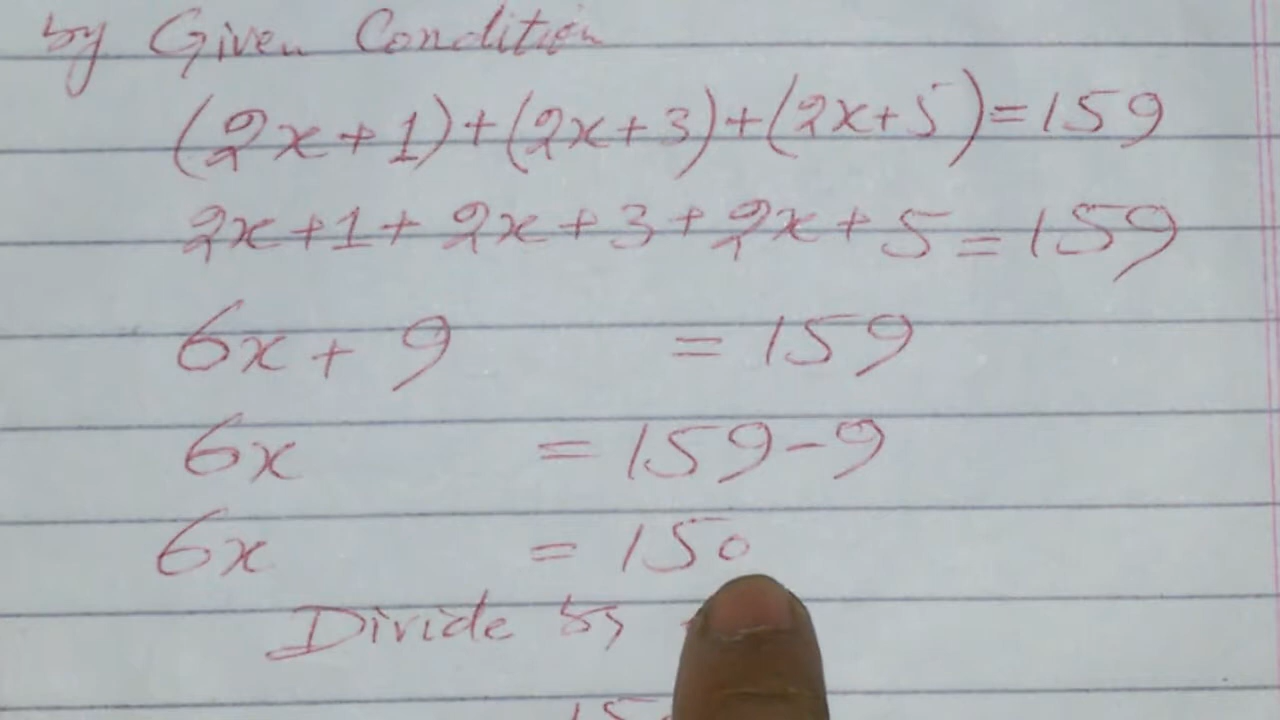 by Given Condition
(2x+1)+(2x+3)+(2x+5)=159
2x+1+2x+3+2x+5=159
6x+9 =159
6x =159-9
6x =150
Divide by